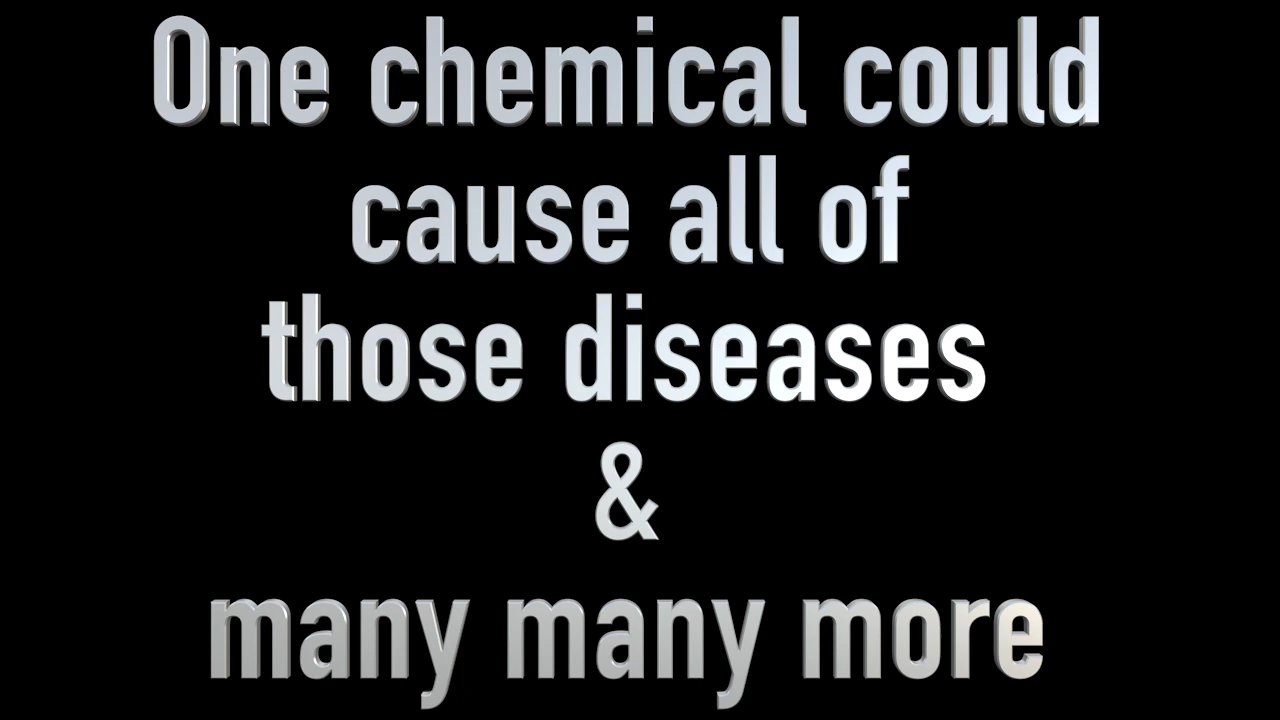 One chemical could
cause all of
those diseases
&
many many more